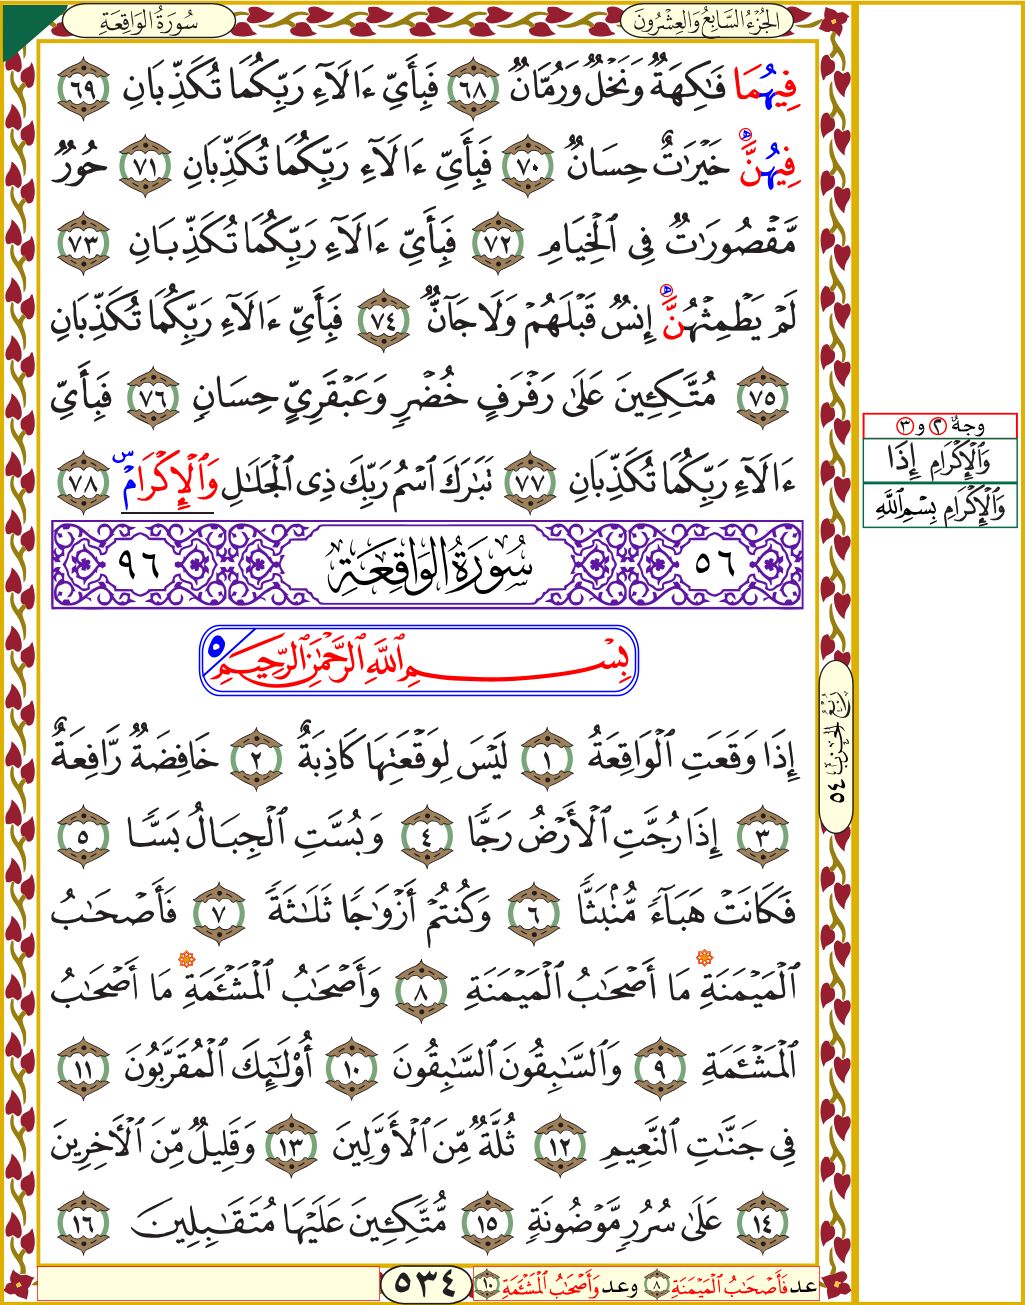 الجُزْءُ السَّابِعُ وَالعِشْرُونَ
سُورَةُ الوَاقِعَةِ
فِيهُمَا فَٰكِهَةٌ وَنَخْلٌ وَرُمَّانٌ ٦٨ فَبِأَيِّ ءَالَآءِ رَبِّكُمَا تُكَذِّبَانِ ٦٩
فِيهُنَّ خَيْرَٰتٌ حِسَانٌ ٧٠ فَبِأَيِّ ءَالَآءِ رَبِّكُمَا تُكَذِّبَانِ ٧١ حُورٌ
مَّقْصُورَٰتٌ فِي ٱلْخِيَامِ ٧٢ فَبِأَيِّ ءَالَآءِ رَبِّكُمَا تُكَذِّبَانِ ٧٣
لَمْ يَطْمِثْهُنَّ إِنسٌ قَبْلَهُمْ وَلَا جَآنٌّ ٧٤ فَبِأَيِّ ءَالَآءِ رَبِّكُمَا تُكَذِّبَانِ
٧٥ مُتَّكِـِٔينَ عَلَىٰ رَفْرَفٍ خُضْرٍ وَعَبْقَرِيٍّ حِسَانٍ ٧٦ فَبِأَيِّ
ءَالَآءِ رَبِّكُمَا تُكَذِّبَانِ ٧٧ تَبَٰرَكَ ٱسْمُ رَبِّكَ ذِي ٱلْجَلَٰلِ وَٱلْإِكْرَامْ س ٧٨
٥٦ سُورَةُ الوَاقِعَةِ ٩٦
بِسْمِ ٱللَّهِ ٱلرَّحْمَٰنِ ٱلرَّحِيمِ ٥
إِذَا وَقَعَتِ ٱلْوَاقِعَةُ ١ لَيْسَ لِوَقْعَتِهَا كَاذِبَةٌ ٢ خَافِضَةٌ رَّافِعَةٌ
٣ إِذَا رُجَّتِ ٱلْأَرْضُ رَجًّا ٤ وَبُسَّتِ ٱلْجِبَالُ بَسًّا ٥
فَكَانَتْ هَبَآءً مُّنۢبَثًّا ٦ وَكُنتُمْ أَزْوَٰجًا ثَلَٰثَةً ٧ فَأَصْحَٰبُ
ٱلْمَيْمَنَةِ مَا أَصْحَٰبُ ٱلْمَيْمَنَةِ ٨ وَأَصْحَٰبُ ٱلْمَشْـَٔمَةِ مَا أَصْحَٰبُ
ٱلْمَشْـَٔمَةِ ٩ وَٱلسَّٰبِقُونَ ٱلسَّٰبِقُونَ ١٠ أُوْلَٰٓئِكَ ٱلْمُقَرَّبُونَ ١١
فِي جَنَّٰتِ ٱلنَّعِيمِ ١٢ ثُلَّةٌ مِّنَ ٱلْأَوَّلِينَ ١٣ وَقَلِيلٌ مِّنَ ٱلْأٓخِرِينَ
١٤ عَلَىٰ سُرُرٍ مَّوْضُونَةٍ ١٥ مُّتَّكِـِٔينَ عَلَيْهَا مُتَقَٰبِلِينَ ١٦
وجهٌ ٢ و ٣
وَٱلْإِكْرَامِ إِذَا
وَٱلْإِكْرَامِ بِسْمِ ٱللَّهِ
رُبْعُ الحِزْبِ ٥٤
عد فَأَصْحَٰبُ ٱلْمَيْمَنَةِ ٨ وعد وَأَصْحَٰبُ ٱلْمَشْـَٔمَةِ ١٠
٥٣٤